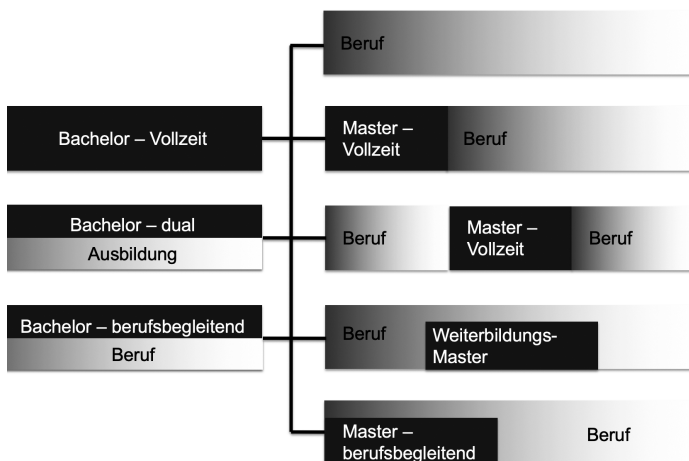 Beruf
Bachelor – Vollzeit
Master –
Vollzeit
Beruf
Bachelor – dual
Ausbildung
Beruf
Master –
Vollzeit
Beruf
Bachelor – berufsbegleitend
Beruf
Beruf
Weiterbildungs-
Master
Master –
berufsbegleitend
Beruf